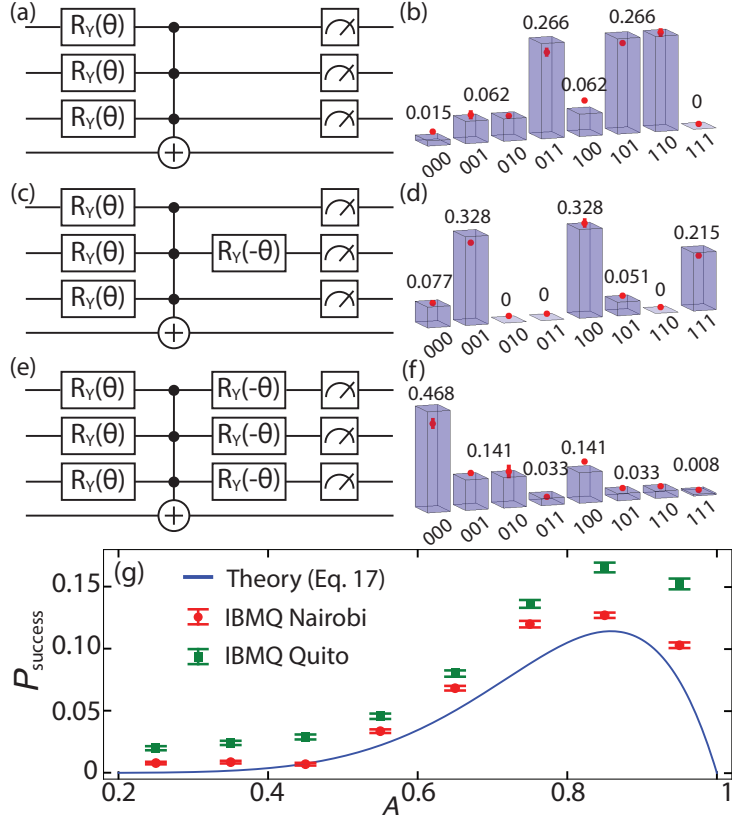 (a)
R_Y(θ)
R_Y(θ)
R_Y(θ)
(b)
0.015
0.062
0.266
0.062
0.266
0
000
001
010
011
100
101
110
111
(c)
R_Y(θ)
R_Y(θ) R_Y(-θ)
R_Y(θ)
(d)
0.077
0.328
0
0
0.328
0.051
0
0.215
000
001
010
011
100
101
110
111
(e)
R_Y(θ) R_Y(-θ)
R_Y(θ) R_Y(-θ)
R_Y(θ) R_Y(-θ)
(f)
0.468
0.141
0.033
0.141
0.033
0.008
000
001
010
011
100
101
110
111
(g)
Theory (Eq. 17)
IBMQ Nairobi
IBMQ Quito
P_success
0.15
0.10
0.05
0
0.2 0.4 0.6 0.8 1
A